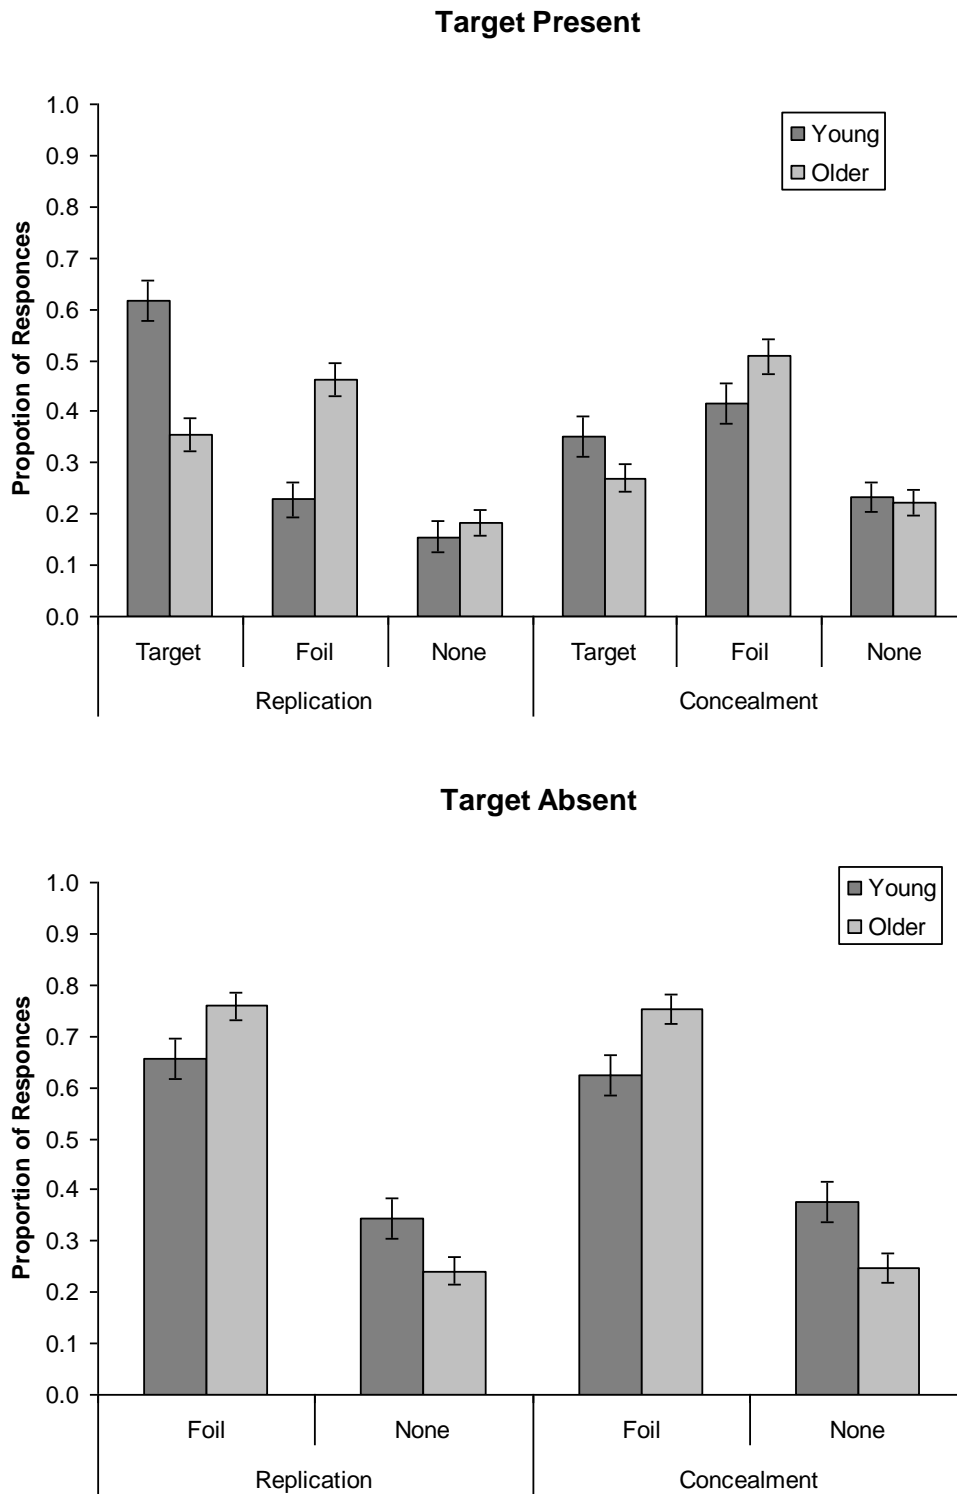 Target Present
Propotion of Responces
1.0
0.9
0.8
0.7
0.6
0.5
0.4
0.3
0.2
0.1
0.0
Young
Older
Target Foil None Target Foil None
Replication Concealment
Target Absent
Proportion of Responces
1.0
0.9
0.8
0.7
0.6
0.5
0.4
0.3
0.2
0.1
0.0
Young
Older
Foil None Foil None
Replication Concealment